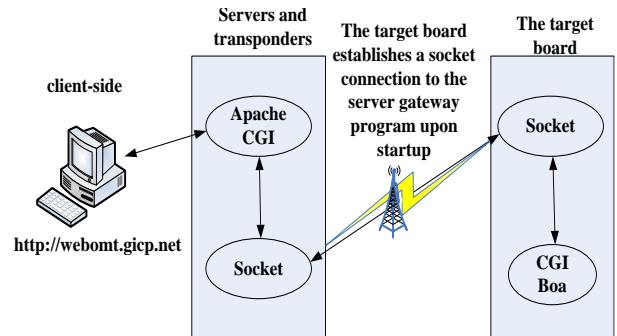 Servers and
transponders
The target board
establishes a socket
connection to the
server gateway
program upon
startup
The target
board
client-side
Apache
CGI
Socket
http://webomt.gicp.net
Socket
CGI
Boa